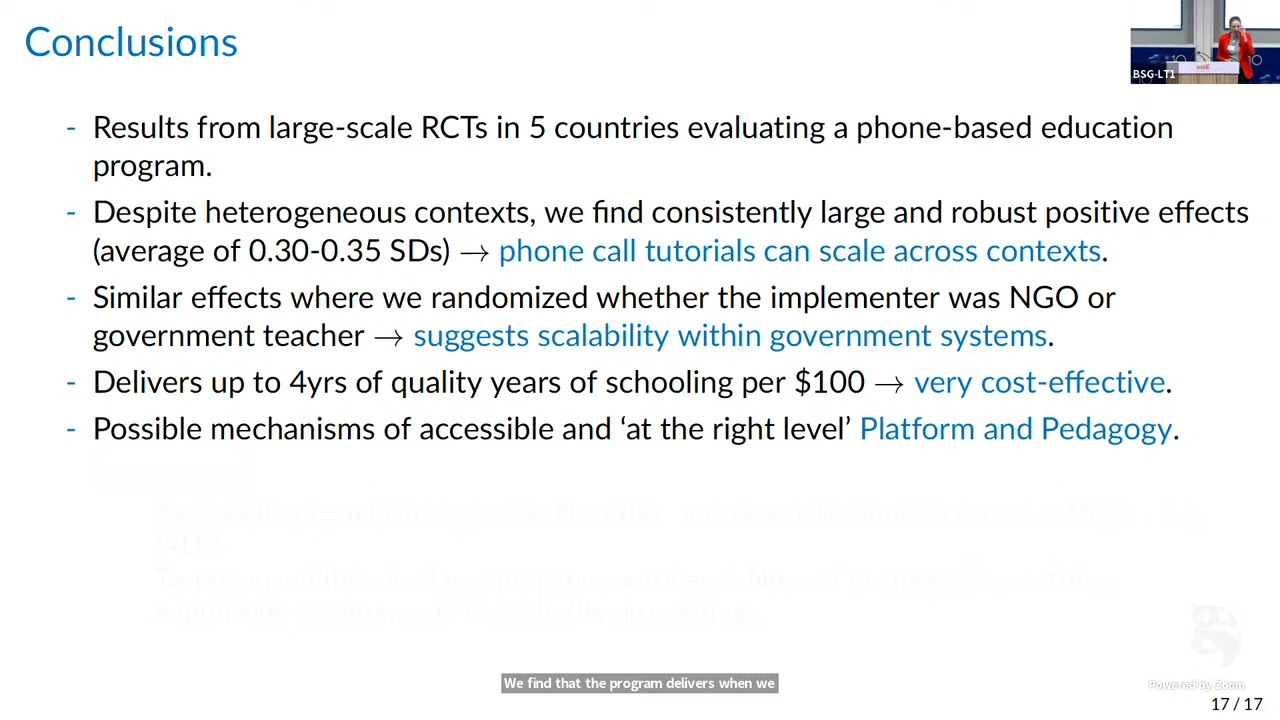 Conclusions
BSG-LT1
- Results from large-scale RCTs in 5 countries evaluating a phone-based education
program.
- Despite heterogeneous contexts, we find consistently large and robust positive effects
(average of 0.30-0.35 SDs) → phone call tutorials can scale across contexts.
- Similar effects where we randomized whether the implementer was NGO or
government teacher → suggests scalability within government systems.
- Delivers up to 4yrs of quality years of schooling per $100 → very cost-effective.
- Possible mechanisms of accessible and ‘at the right level’ Platform and Pedagogy.
We find that the program delivers when we
Powered by Zoom
17 / 17